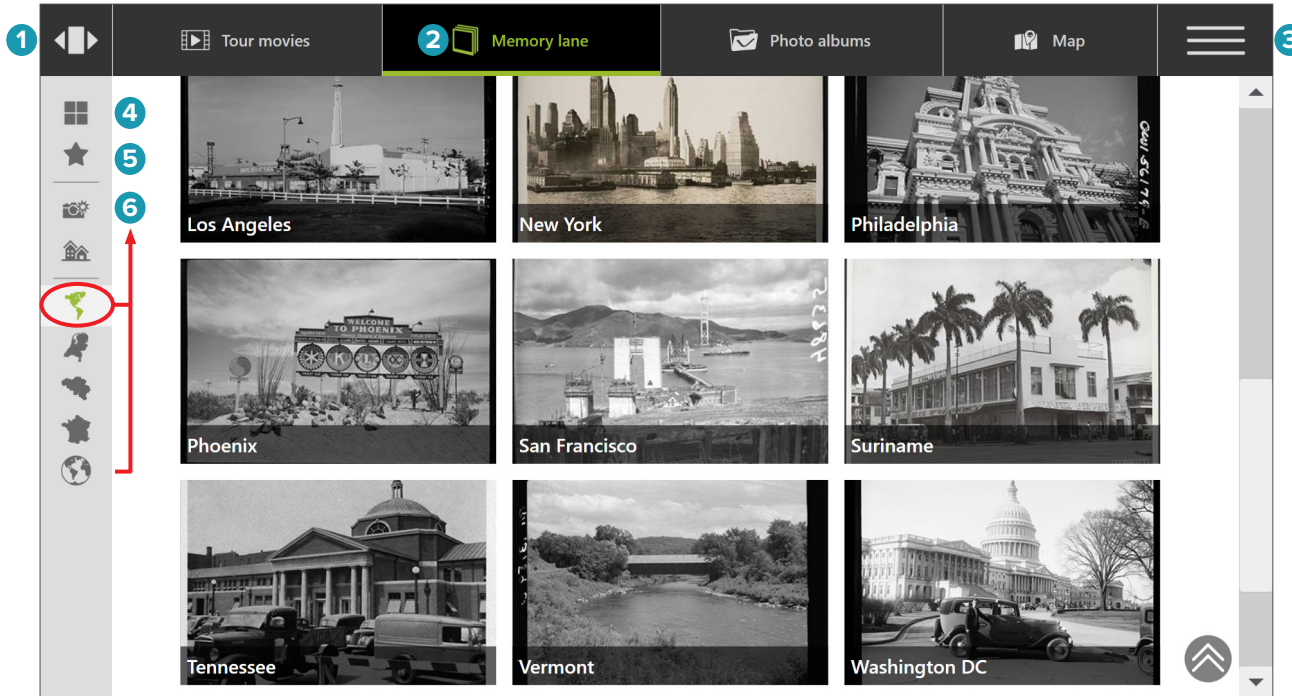 1
Tour movies
2
Memory lane
Photo albums
Map
3
4
5
6
Los Angeles
New York
Philadelphia
WELCOME
TO PHOENIX
Phoenix
San Francisco
48835
Suriname
Tennessee
Vermont
Washington DC